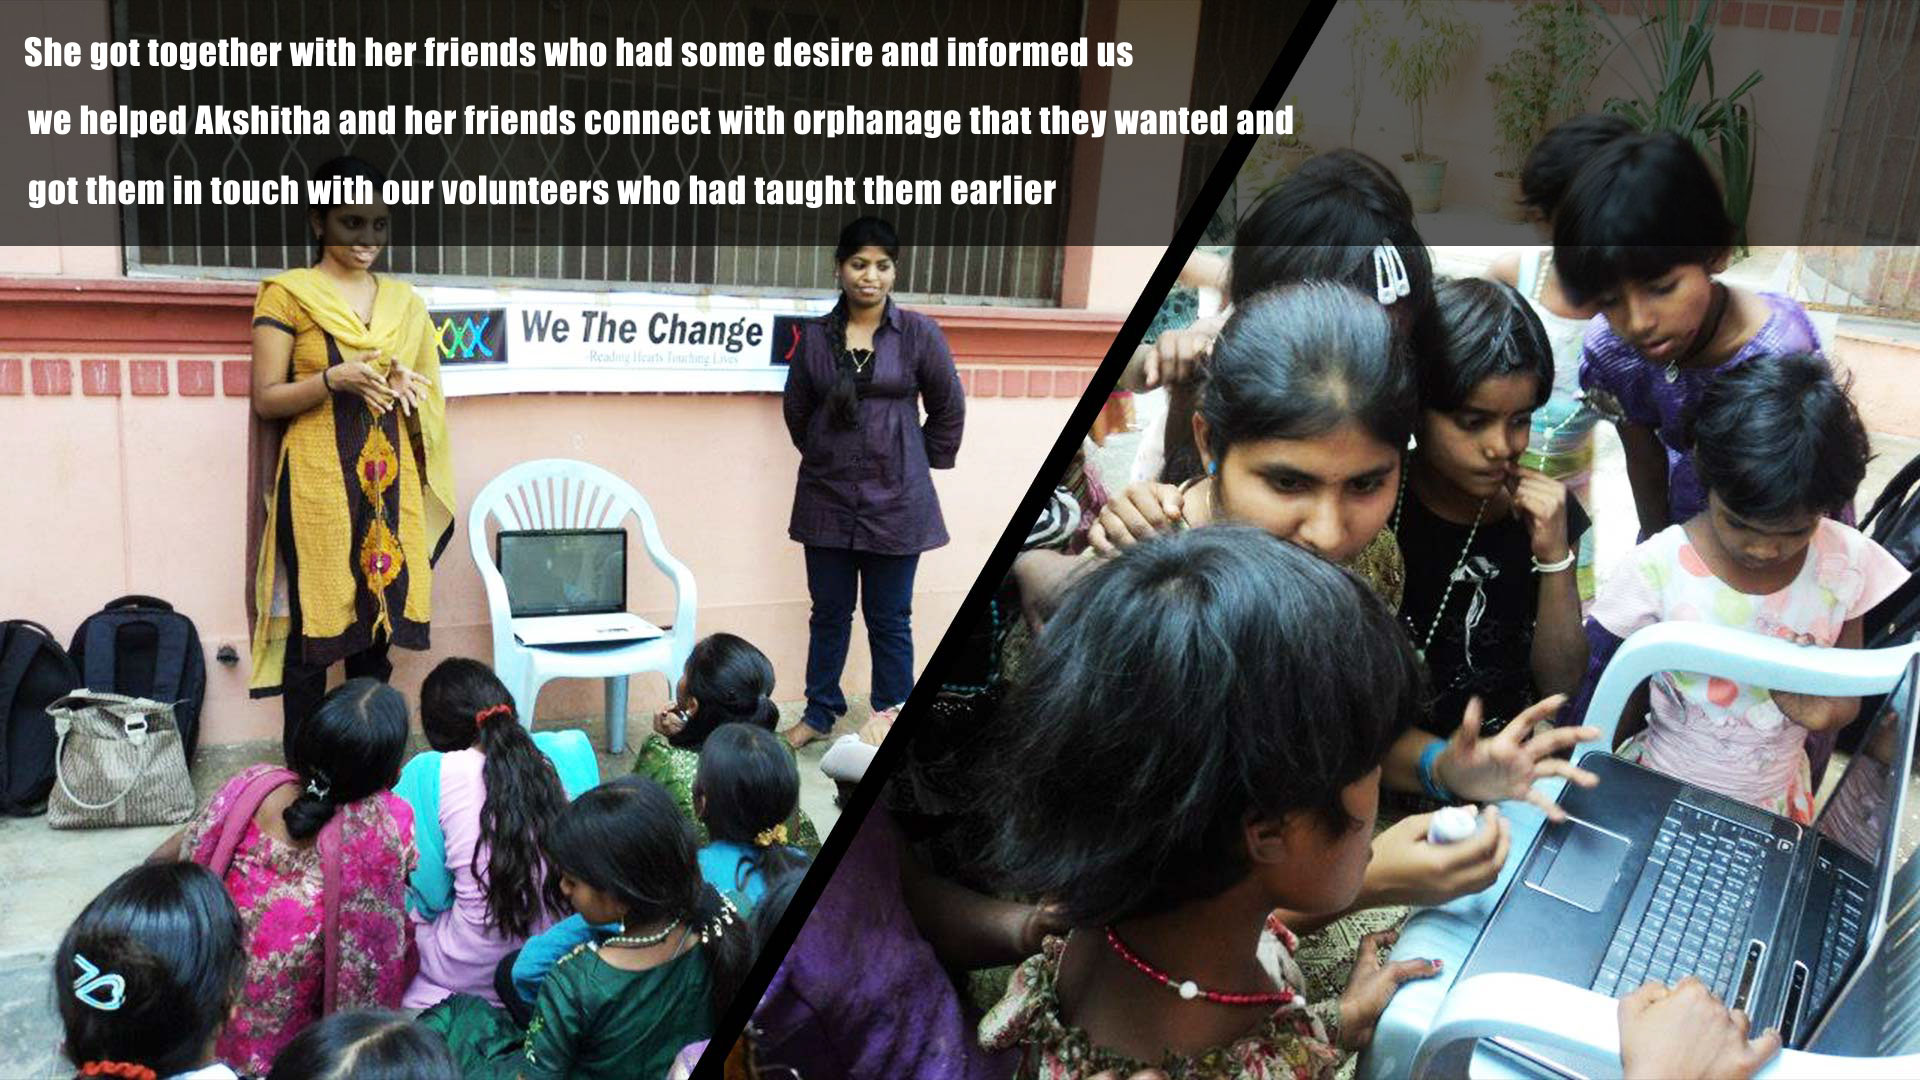 She got together with her friends who had some desire and informed us
we helped Akshitha and her friends connect with orphanage that they wanted and
got them in touch with our volunteers who had taught them earlier
We The Change
-Reading Hearts Touching Lives